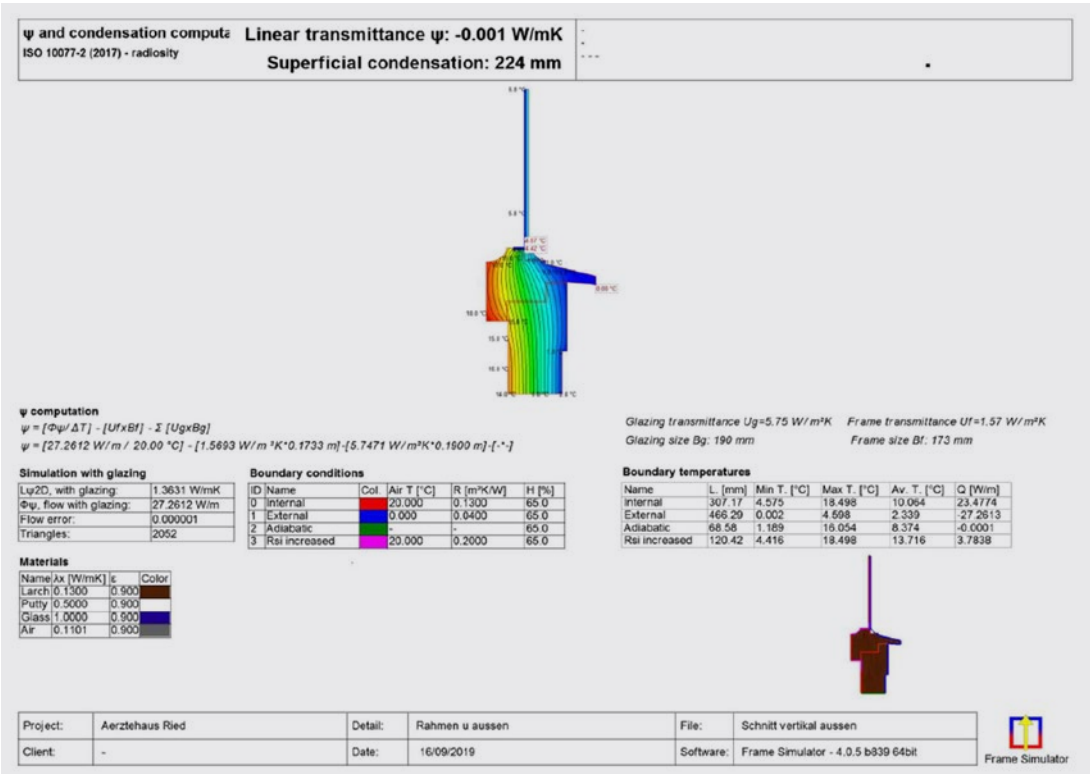 ψ and condensation computa
Linear transmittance ψ: -0.001 W/mK
ISO 10077-2 (2017) - radiosity
Superficial condensation: 224 mm
5.0 °C
4.42 °C
0.00 °C
ψ computation
ψ = [Φψ/ΔT] - [UfxBf] - Σ [UgxBg]
ψ = [27.2612 W/m / 20.00 °C] - [1.5693 W/m²K*0.1733 m]-[5.7471 W/m²K*0.1900 m]-[-*-]
Glazing transmittance Ug=5.75 W/m²K Frame transmittance Uf=1.57 W/m²K
Glazing size Bg: 190 mm Frame size Bf: 173 mm
Simulation with glazing
Lψ2D, with glazing: 1.3631 W/mK
Φψ, flow with glazing: 27.2612 W/m
Flow error: 0.000001
Triangles: 2052
Boundary conditions
ID Name Col. Air T [°C] R [m²K/W] H [%]
0 Internal 20.000 0.1300 65.0
1 External 0.000 0.0400 65.0
2 Adiabatic - - 65.0
3 Rsi increased 20.000 0.2000 65.0
Boundary temperatures
Name L. [mm] Min T. [°C] Max T. [°C] Av. T. [°C] Q [W/m]
Internal 307.17 4.575 18.498 10.064 23.4774
External 466.29 0.002 4.598 2.339 -27.2613
Adiabatic 68.58 1.189 16.054 8.374 -0.0001
Rsi increased 120.42 4.416 18.498 13.716 3.7838
Materials
Name λx [W/mK] ε Color
Larch 0.1300 0.900
Putty 0.5000 0.900
Glass 1.0000 0.900
Air 0.1101 0.900
Project: Aerztehaus Ried Detail: Rahmen u aussen File: Schnitt vertikal aussen
Client: - Date: 16/09/2019 Software: Frame Simulator - 4.0.5 b839 64bit
Frame Simulator